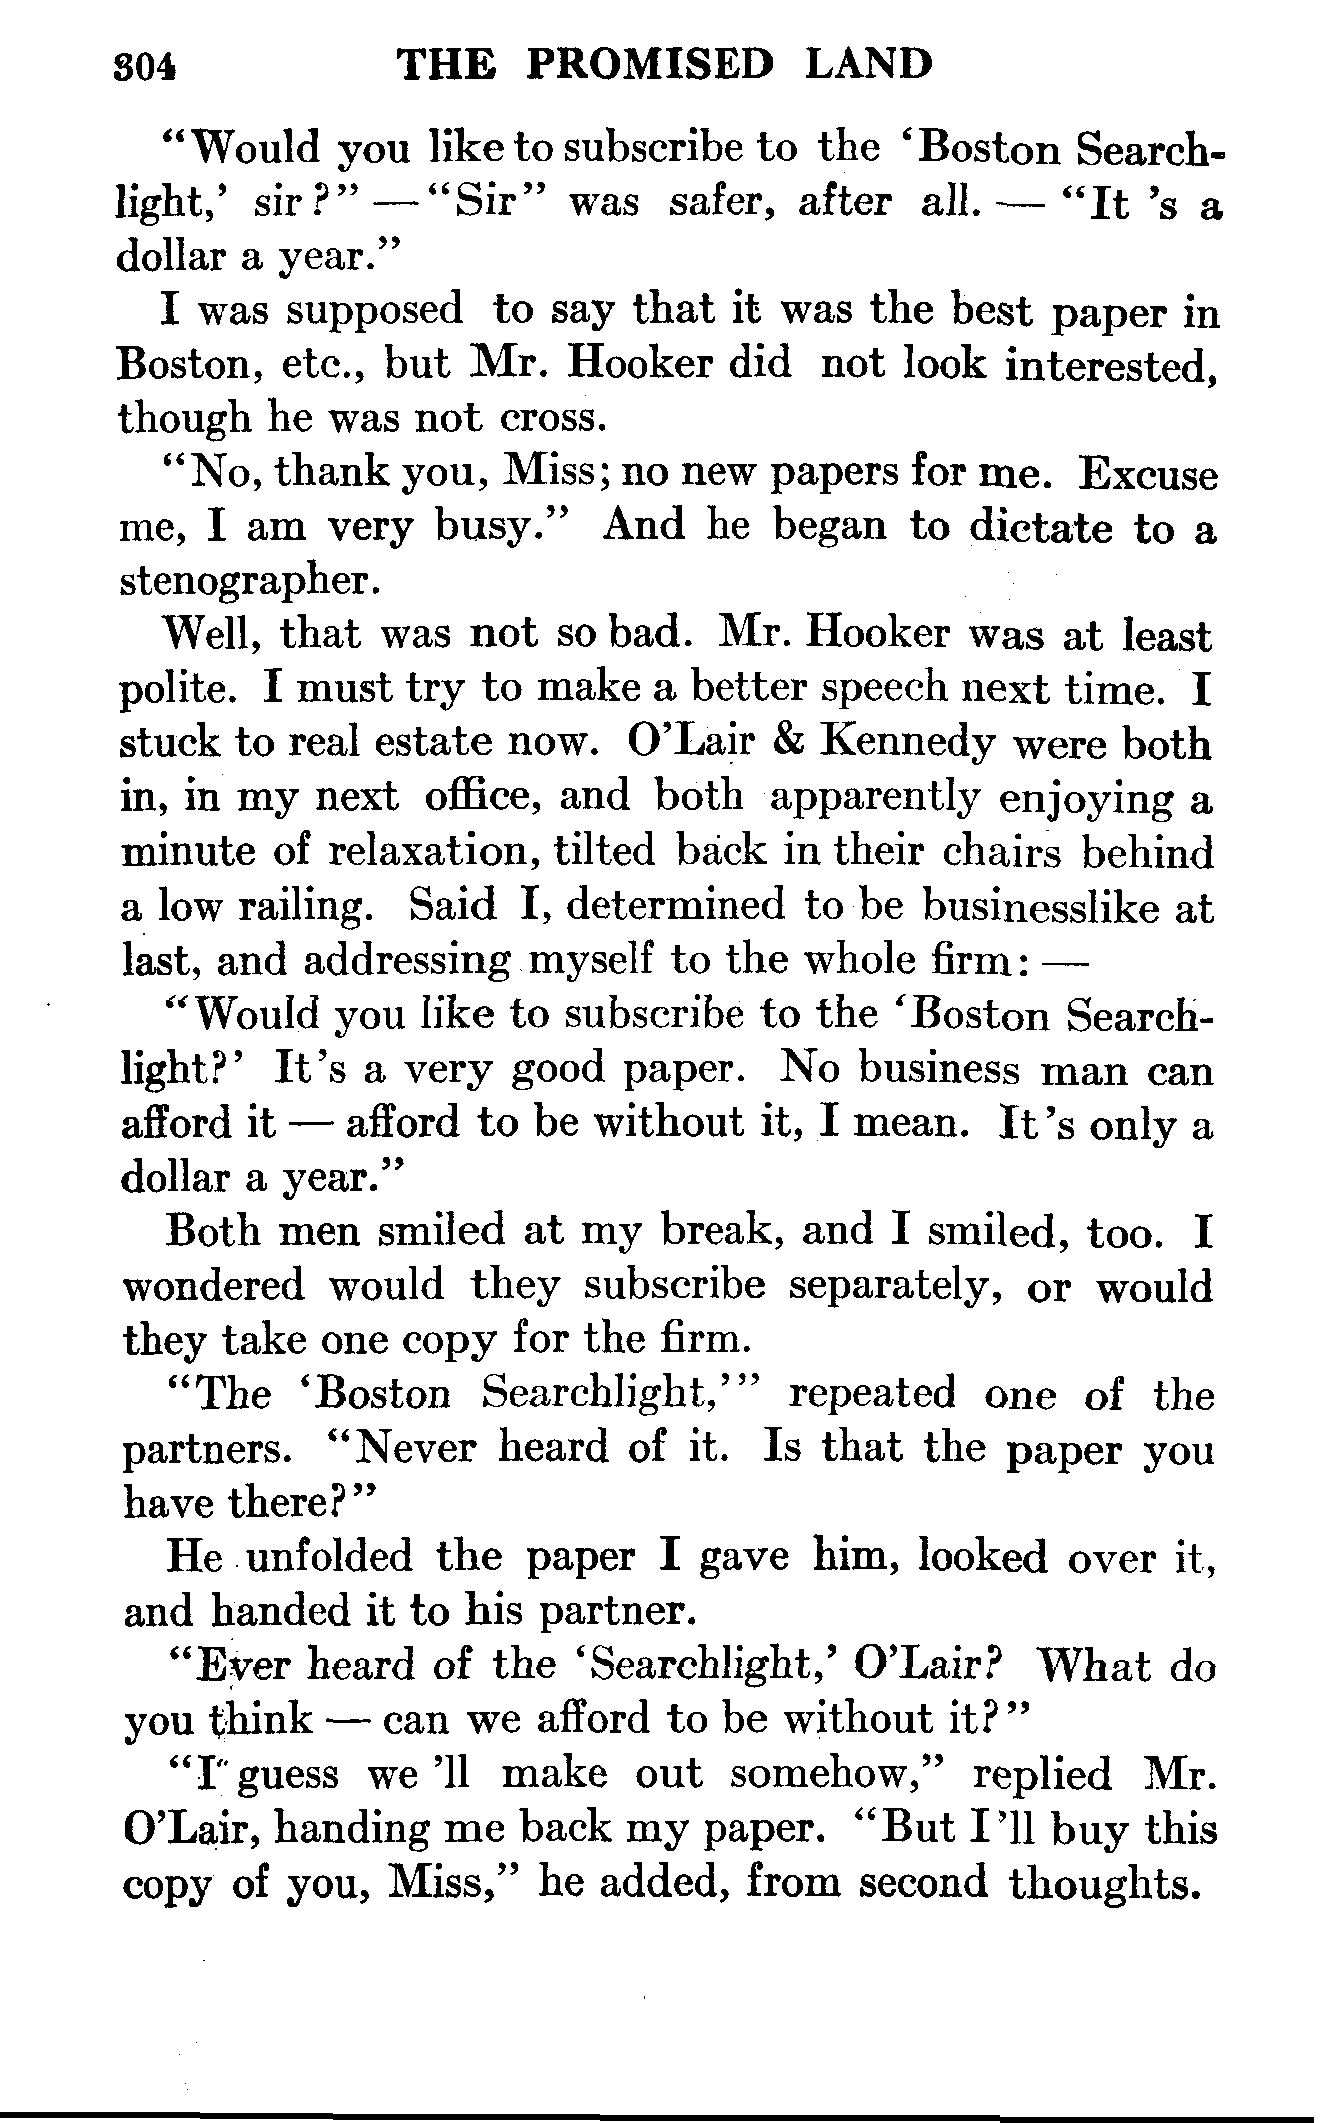 304 THE PROMISED LAND
“Would you like to subscribe to the ‘Boston Search-
light,’ sir?” — “Sir” was safer, after all. — “It 's a
dollar a year.”
I was supposed to say that it was the best paper in
Boston, etc., but Mr. Hooker did not look interested,
though he was not cross.
“No, thank you, Miss; no new papers for me. Excuse
me, I am very busy.” And he began to dictate to a
stenographer.
Well, that was not so bad. Mr. Hooker was at least
polite. I must try to make a better speech next time. I
stuck to real estate now. O’Lair & Kennedy were both
in, in my next office, and both apparently enjoying a
minute of relaxation, tilted back in their chairs behind
a low railing. Said I, determined to be businesslike at
last, and addressing myself to the whole firm: —
“Would you like to subscribe to the ‘Boston Search-
light?’ It’s a very good paper. No business man can
afford it — afford to be without it, I mean. It’s only a
dollar a year.”
Both men smiled at my break, and I smiled, too. I
wondered would they subscribe separately, or would
they take one copy for the firm.
“The ‘Boston Searchlight,’” repeated one of the
partners. “Never heard of it. Is that the paper you
have there?”
He unfolded the paper I gave him, looked over it,
and handed it to his partner.
“Ever heard of the ‘Searchlight,’ O’Lair? What do
you think — can we afford to be without it?”
“I guess we ’ll make out somehow,” replied Mr.
O’Lair, handing me back my paper. “But I ’ll buy this
copy of you, Miss,” he added, from second thoughts.